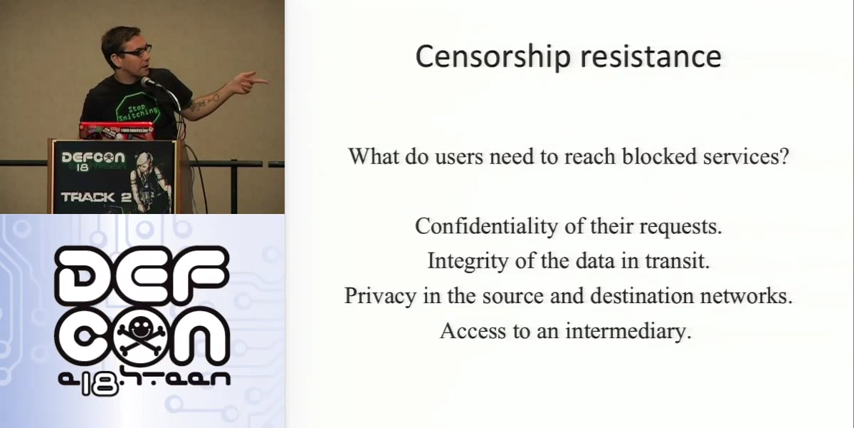 Stop
Snitching
DEFCON
18
TRACK 2
DEF
CON
e18hteen
Censorship resistance
What do users need to reach blocked services?
Confidentiality of their requests.
Integrity of the data in transit.
Privacy in the source and destination networks.
Access to an intermediary.